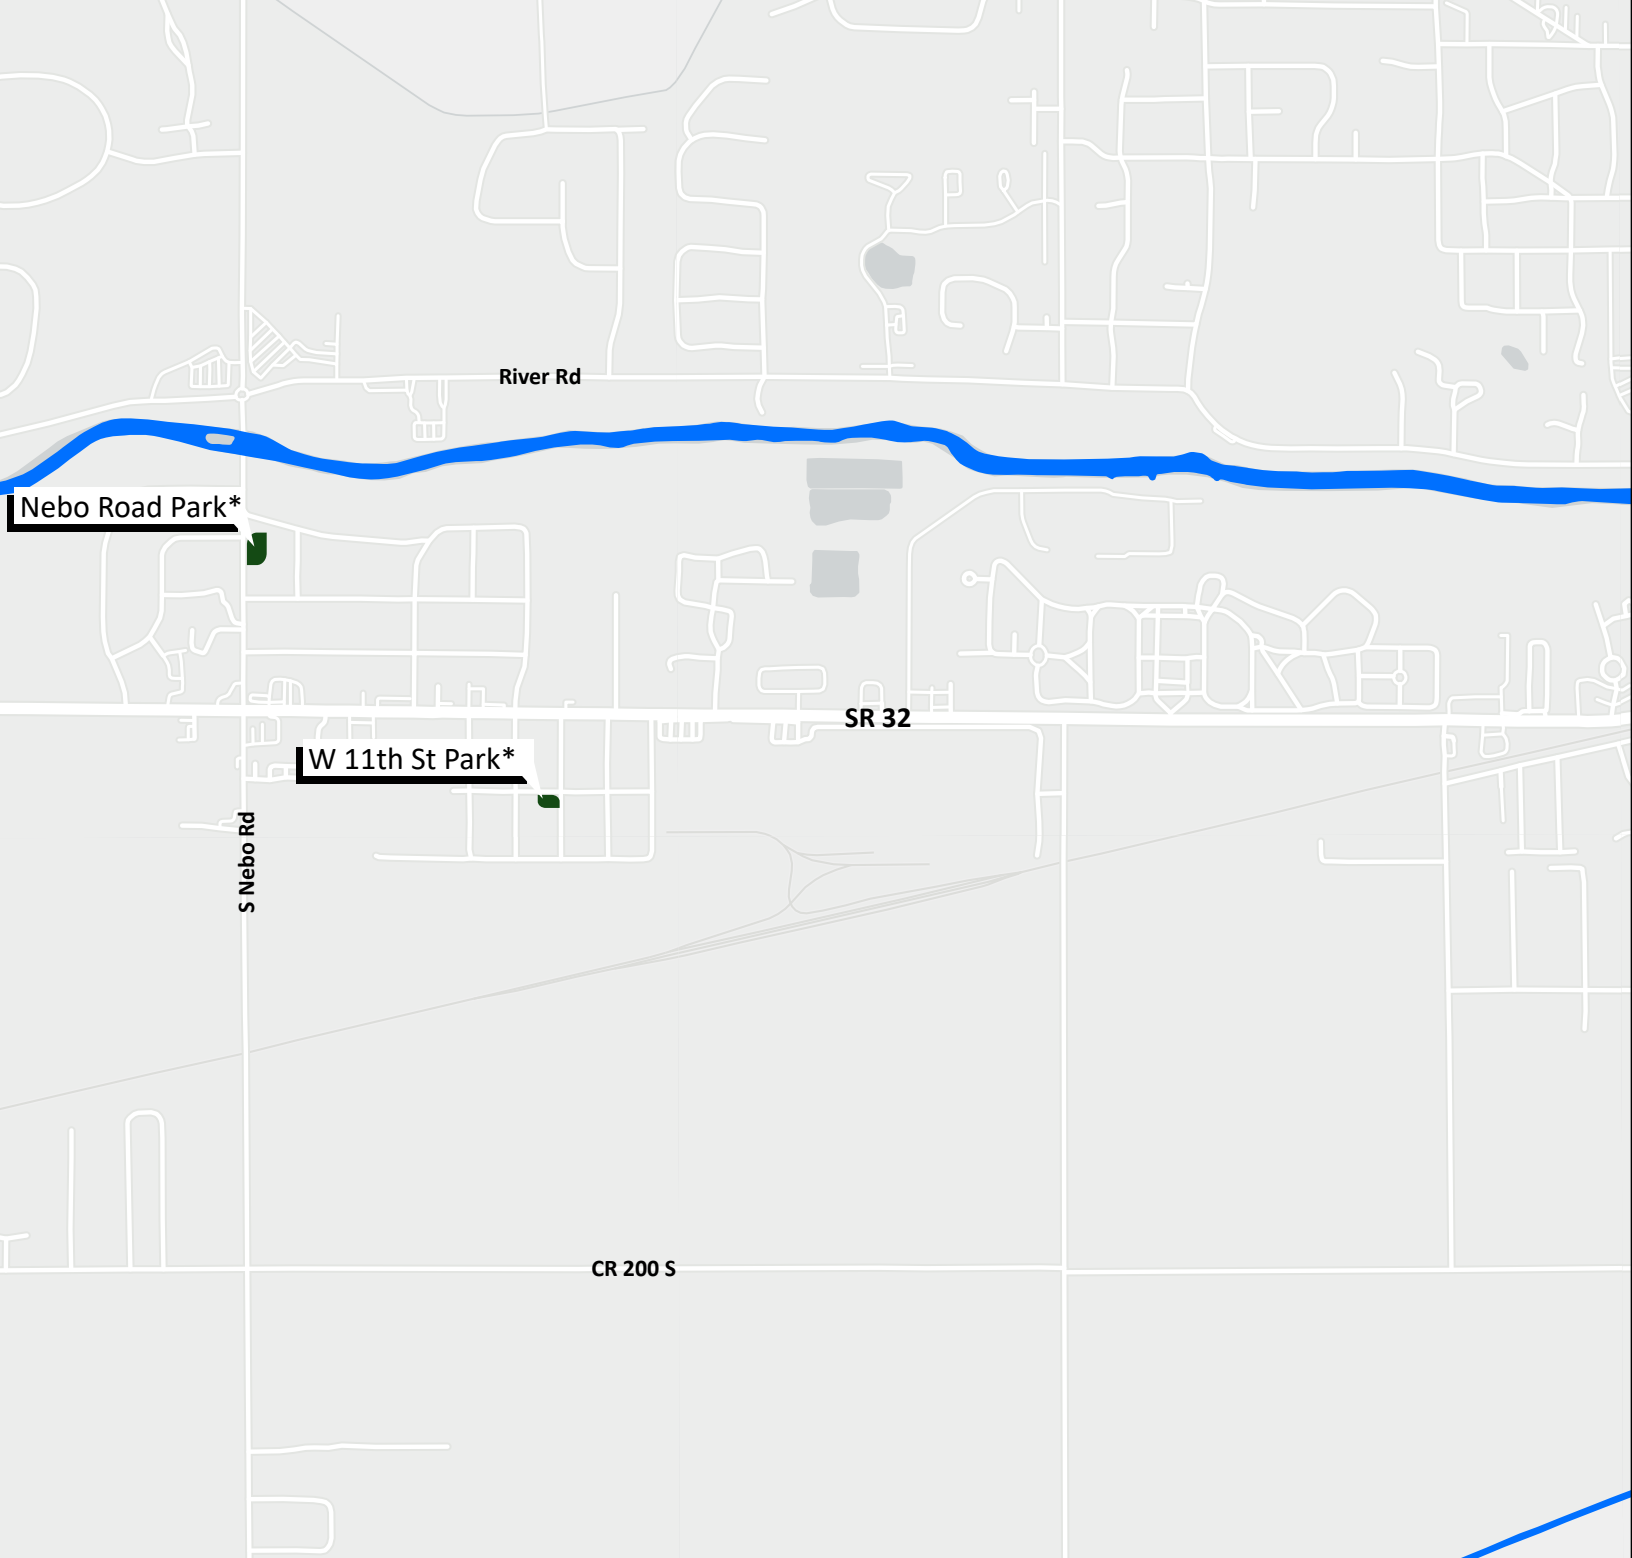 River Rd
Nebo Road Park*
SR 32
W 11th St Park*
S Nebo Rd
CR 200 S